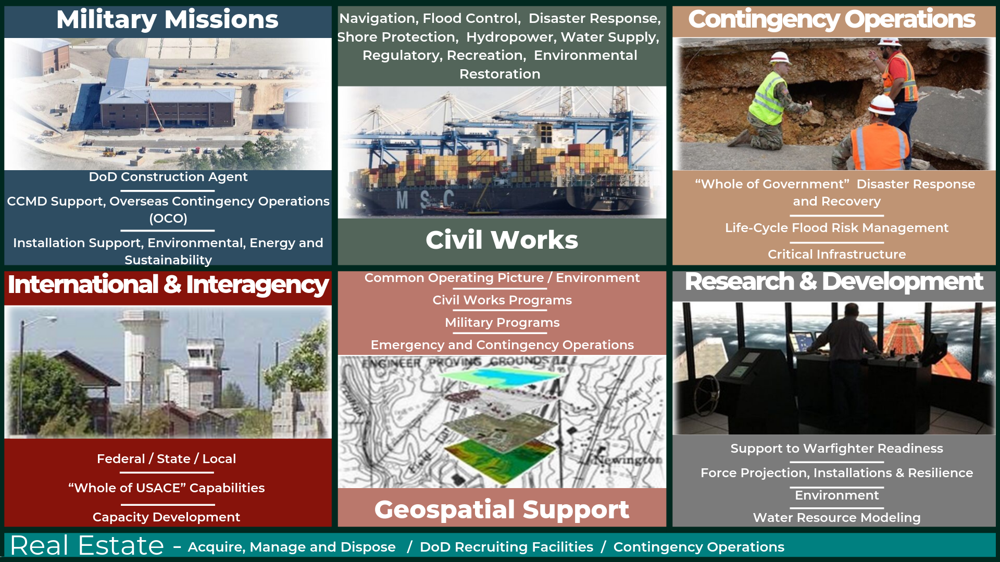 Military Missions
DoD Construction Agent
CCMD Support, Overseas Contingency Operations
(OCO)
Installation Support, Environmental, Energy and
Sustainability
Navigation, Flood Control, Disaster Response,
Shore Protection, Hydropower, Water Supply,
Regulatory, Recreation, Environmental
Restoration
M S C
Civil Works
Contingency Operations
“Whole of Government” Disaster Response
and Recovery
Life-Cycle Flood Risk Management
Critical Infrastructure
International & Interagency
Federal / State / Local
“Whole of USACE” Capabilities
Capacity Development
Common Operating Picture / Environment
Civil Works Programs
Military Programs
Emergency and Contingency Operations
ENGINEER PROVING GROUNDS
Power line
Newington
Geospatial Support
Research & Development
Support to Warfighter Readiness
Force Projection, Installations & Resilience
Environment
Water Resource Modeling
Real Estate - Acquire, Manage and Dispose / DoD Recruiting Facilities / Contingency Operations